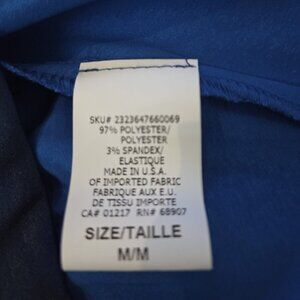 SKU# 2323647660069
97% POLYESTER/
POLYESTER
3% SPANDEX/
ELASTIQUE
MADE IN U.S.A.
OF IMPORTED FABRIC
FABRIQUE AUX E.U.
DE TISSU IMPORTE
CA# 01217 RN# 68907
SIZE/TAILLE
M/M